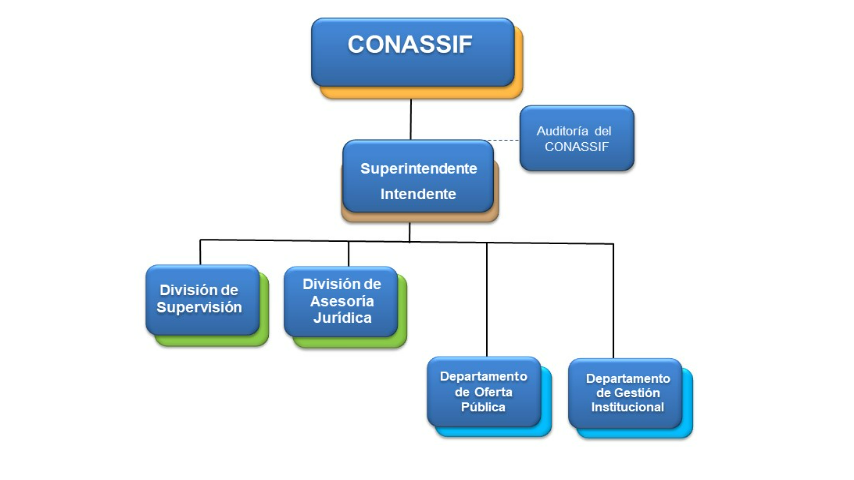 CONASSIF
Auditoría del
CONASSIF
Superintendente
Intendente
División de
Supervisión
División de
Asesoría
Jurídica
Departamento
de Oferta
Pública
Departamento
de Gestión
Institucional